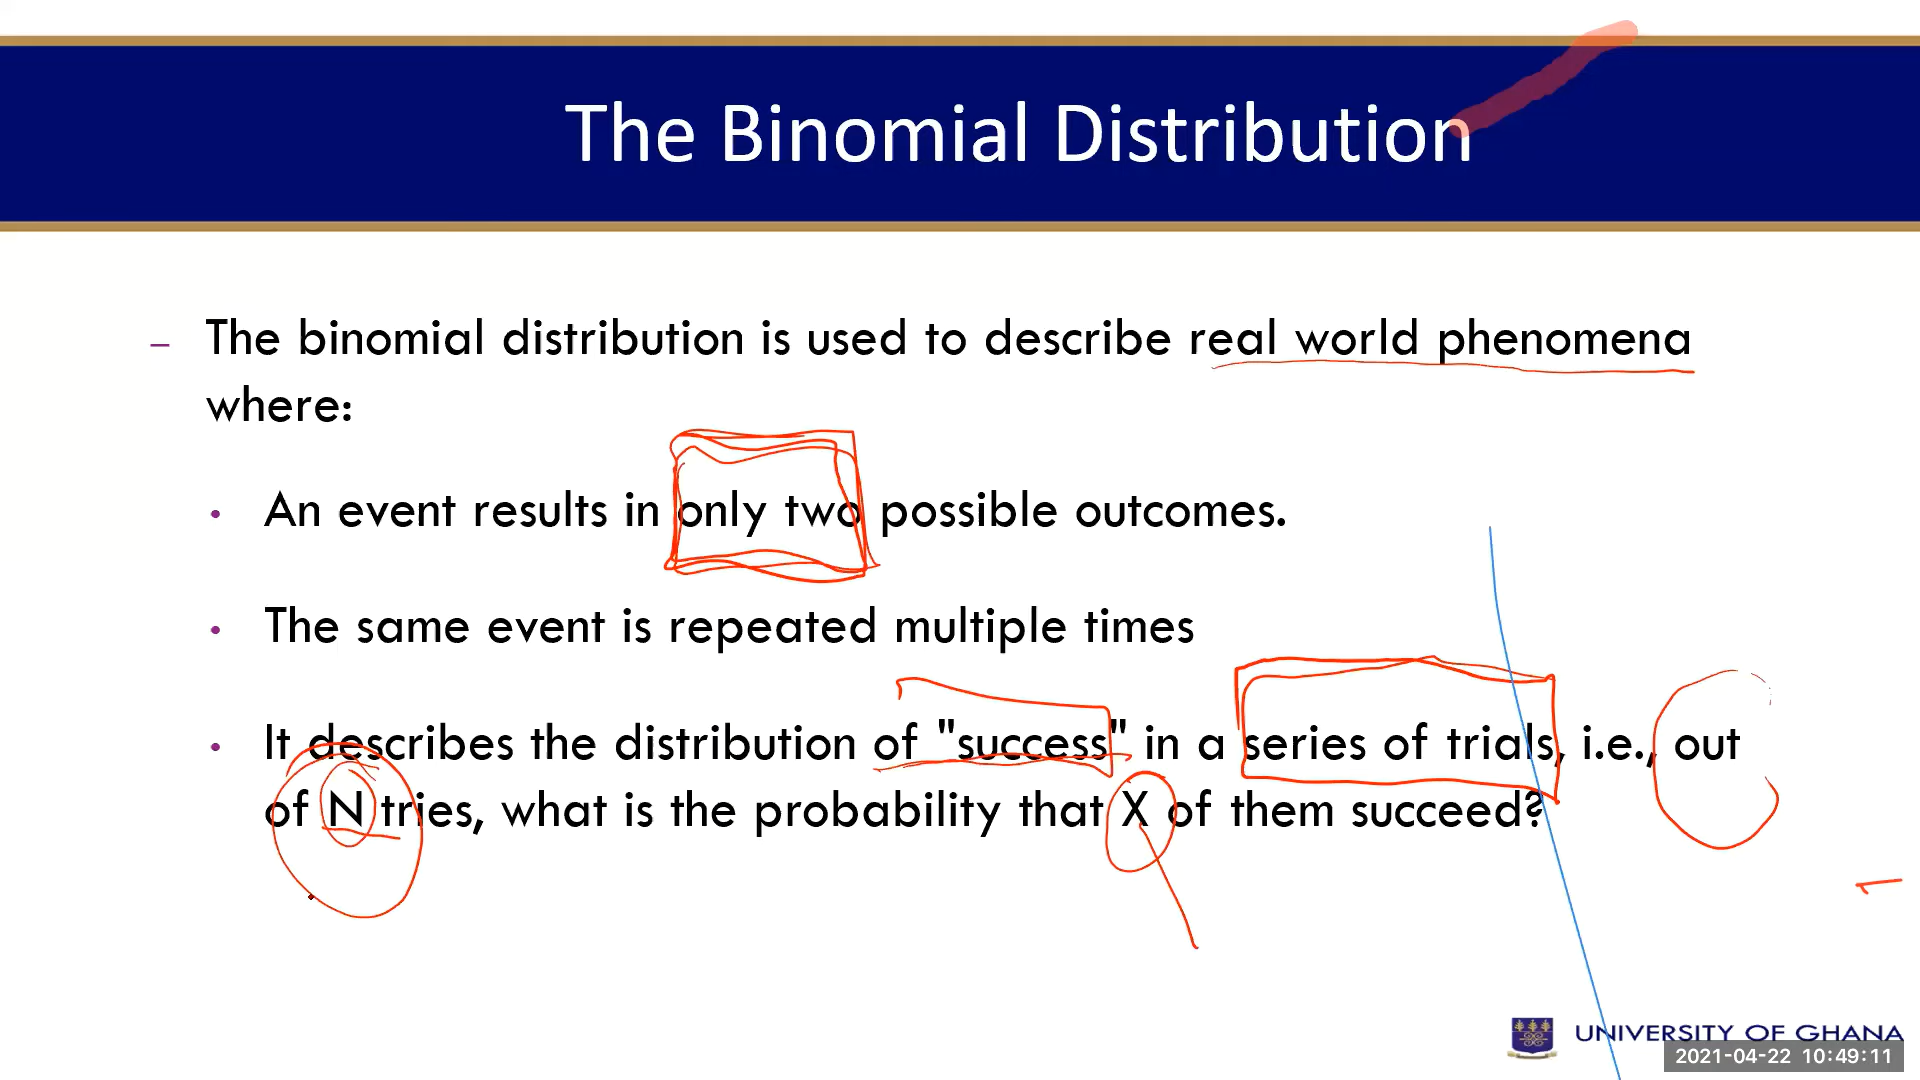 The Binomial Distribution
– The binomial distribution is used to describe real world phenomena
where:
• An event results in only two possible outcomes.
• The same event is repeated multiple times
• It describes the distribution of "success" in a series of trials, i.e., out
of N tries, what is the probability that X of them succeed?
UNIVERSITY OF GHANA
2021-04-22 10:49:11